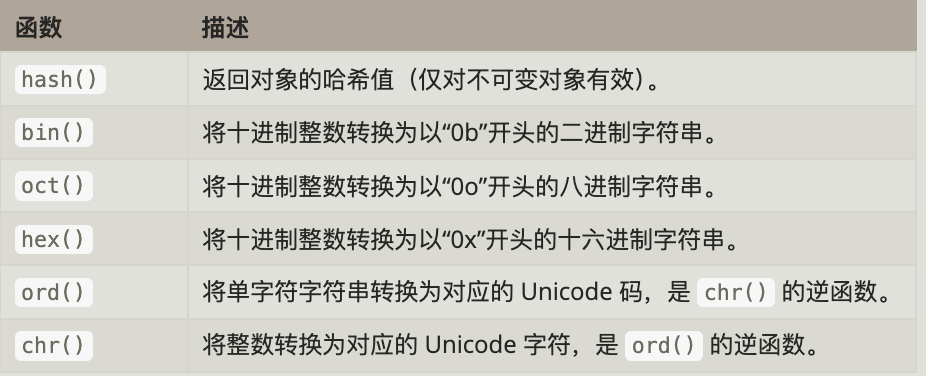 函数 描述
hash() 返回对象的哈希值（仅对不可变对象有效）。
bin() 将十进制整数转换为以“0b”开头的二进制字符串。
oct() 将十进制整数转换为以“0o”开头的八进制字符串。
hex() 将十进制整数转换为以“0x”开头的十六进制字符串。
ord() 将单字符字符串转换为对应的 Unicode 码，是 chr() 的逆函数。
chr() 将整数转换为对应的 Unicode 字符，是 ord() 的逆函数。